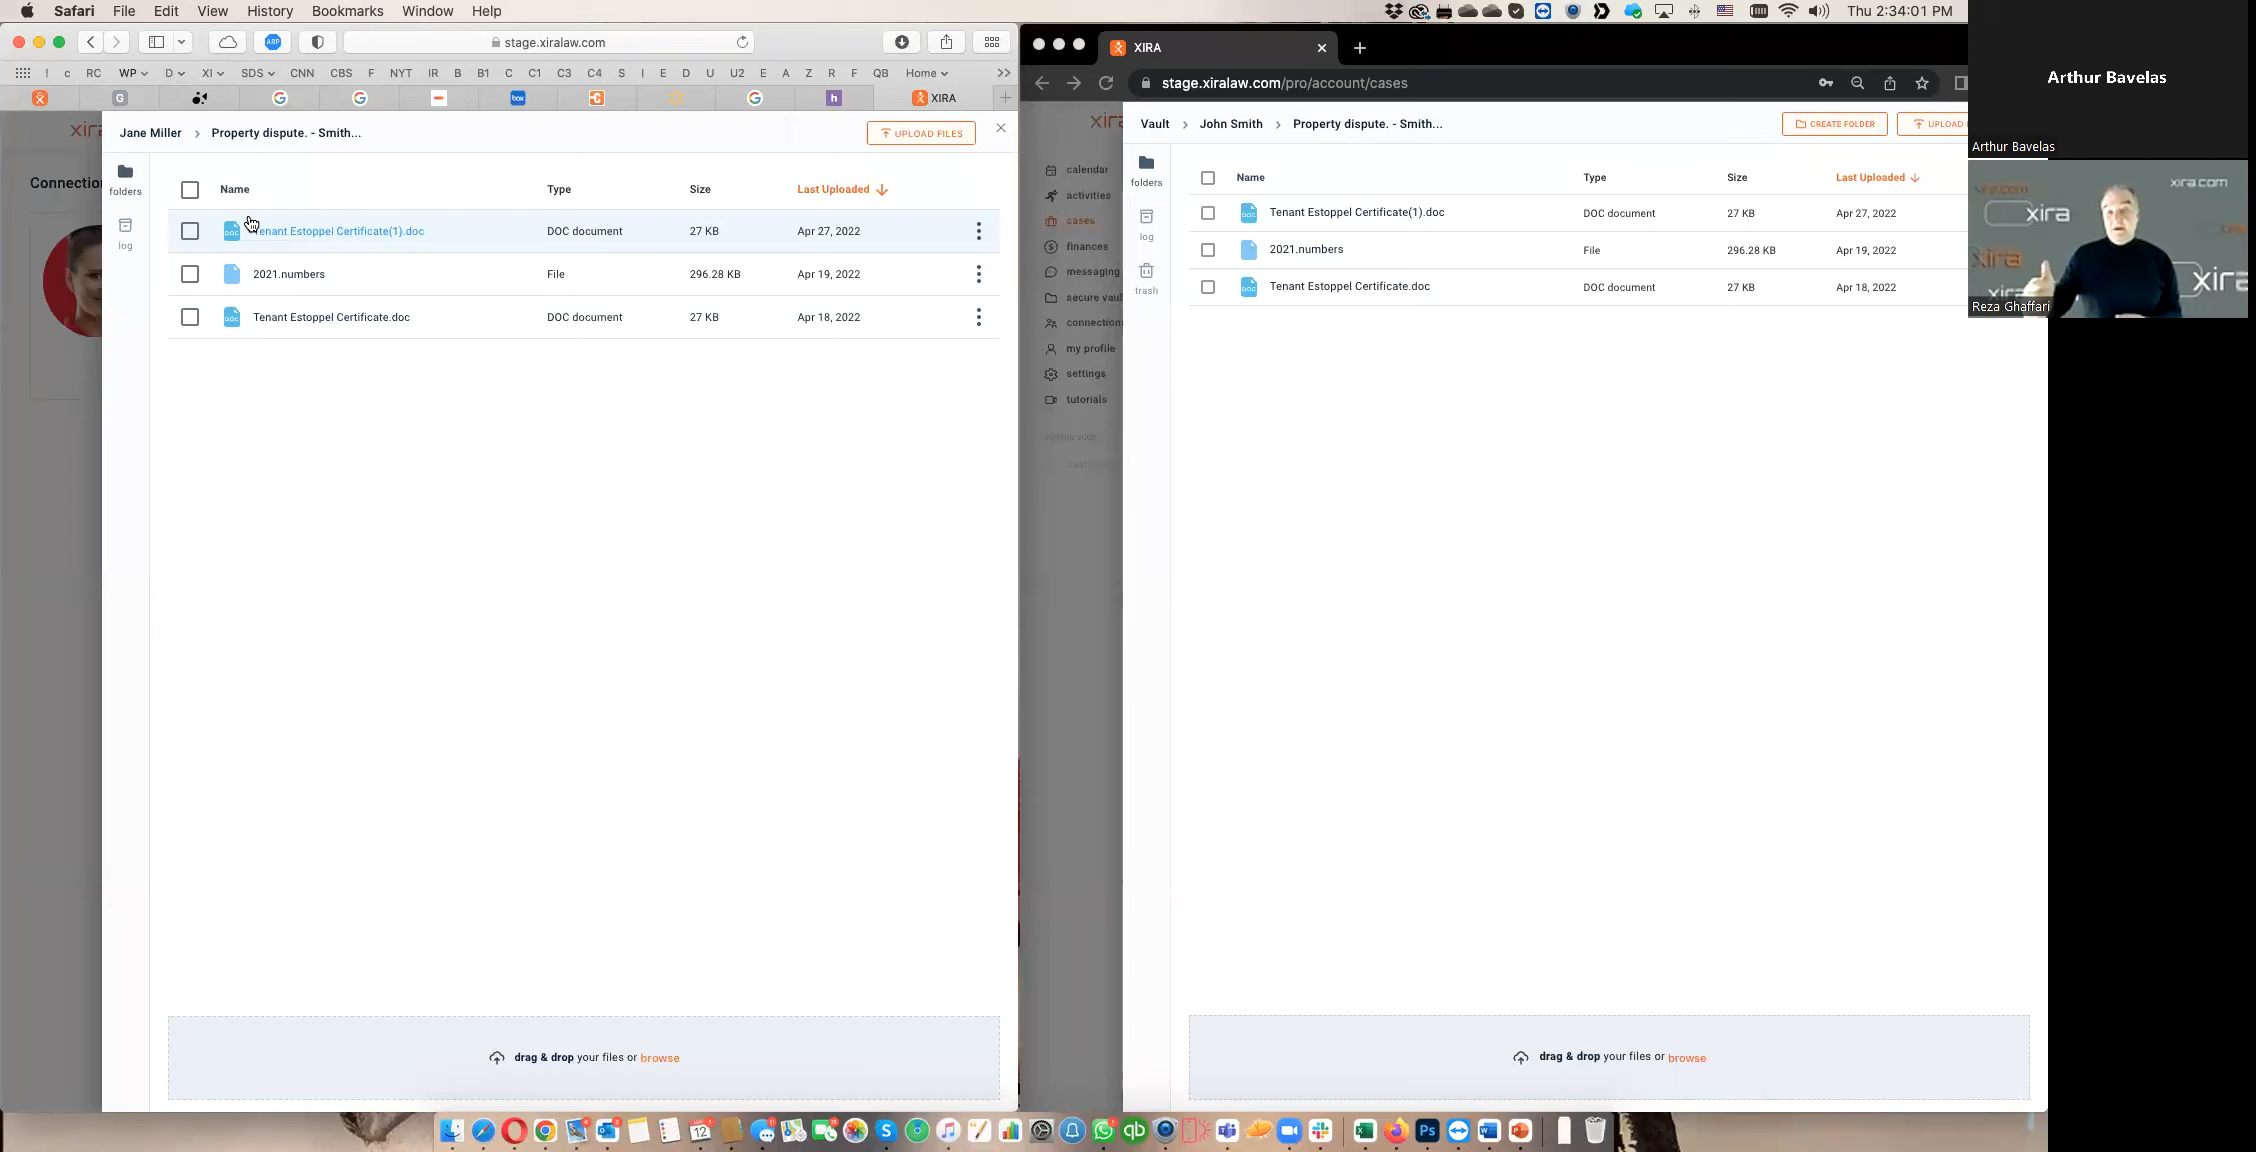 Safari File Edit View History Bookmarks Window Help
Thu 2:34:01 PM
stage.xiralaw.com
! c RC WP D XI SDS CNN CBS F NYT IR B B1 C C1 C3 C4 S I E D U U2 E A Z R F QB Home
XIRA
Jane Miller > Property dispute. - Smith...
UPLOAD FILES
Connectio
folders
log
Name Type Size Last Uploaded
Tenant Estoppel Certificate(1).doc DOC document 27 KB Apr 27, 2022
2021.numbers File 296.28 KB Apr 19, 2022
Tenant Estoppel Certificate.doc DOC document 27 KB Apr 18, 2022
drag & drop your files or browse
XIRA
stage.xiralaw.com/pro/account/cases
xira
calendar
activities
cases
finances
messaging
secure vaul
connection
my profile
settings
tutorials
coming soon
Vault > John Smith > Property dispute. - Smith...
CREATE FOLDER
UPLOAD
folders
log
trash
Name Type Size Last Uploaded
Tenant Estoppel Certificate(1).doc DOC document 27 KB Apr 27, 2022
2021.numbers File 296.28 KB Apr 19, 2022
Tenant Estoppel Certificate.doc DOC document 27 KB Apr 18, 2022
drag & drop your files or browse
Arthur Bavelas
Arthur Bavelas
xira.com
xira
xira
xira
Reza Ghaffari